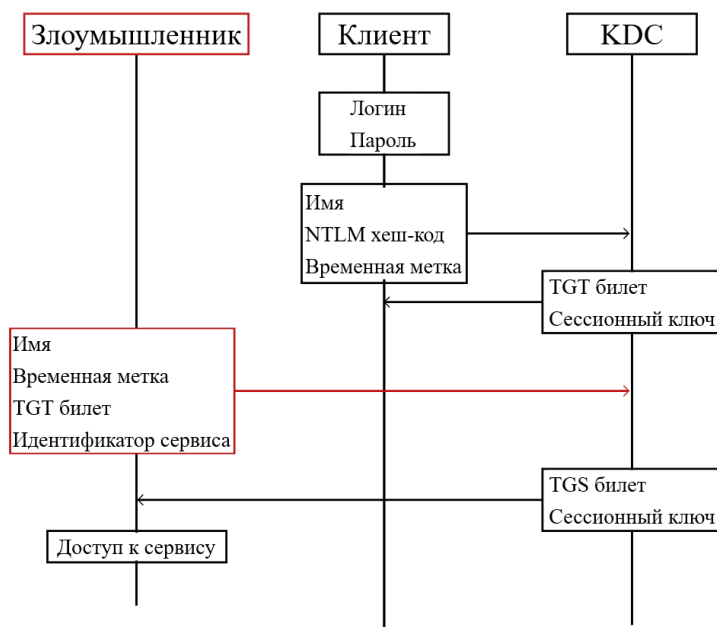 Злоумышленник
Клиент
KDC
Логин
Пароль
Имя
NTLM хеш-код
Временная метка
TGT билет
Сессионный ключ
Имя
Временная метка
TGT билет
Идентификатор сервиса
TGS билет
Сессионный ключ
Доступ к сервису